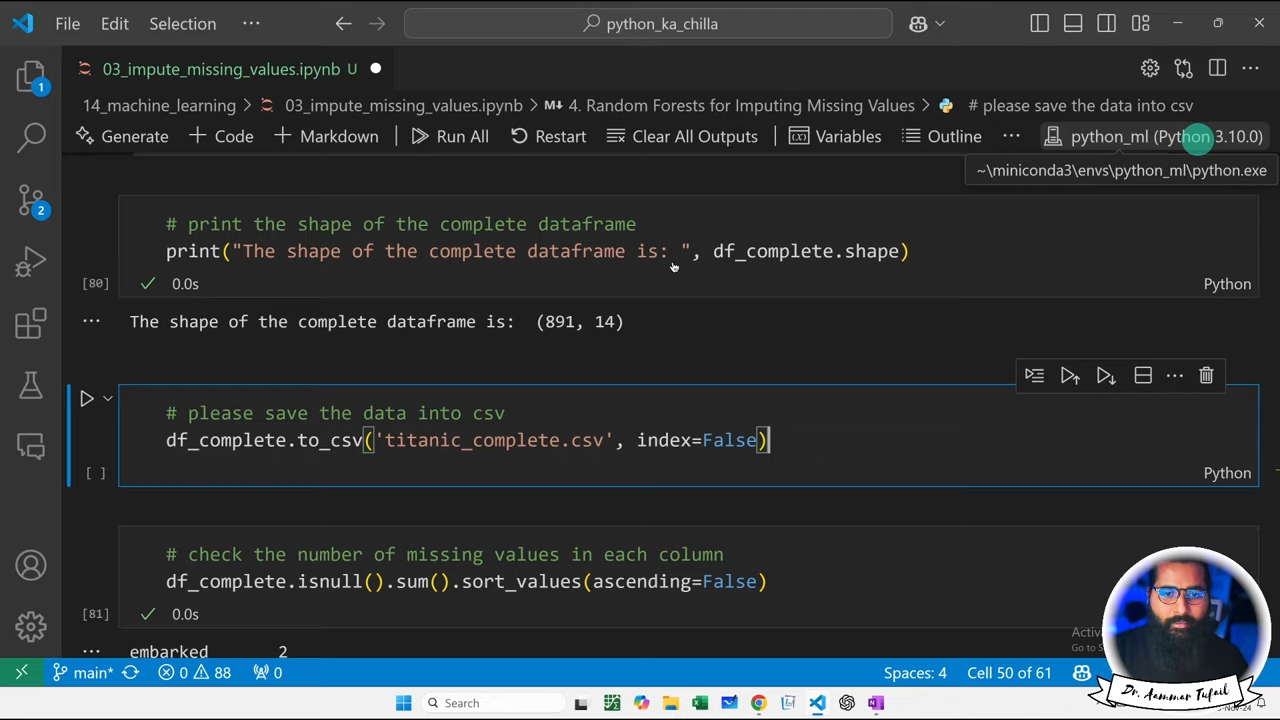 File Edit Selection ··· python_ka_chilla
03_impute_missing_values.ipynb U
14_machine_learning > 03_impute_missing_values.ipynb > 4. Random Forests for Imputing Missing Values > # please save the data into csv
Generate + Code + Markdown Run All Restart Clear All Outputs Variables Outline ··· python_ml (Python 3.10.0)
~\miniconda3\envs\python_ml\python.exe
# print the shape of the complete dataframe
print("The shape of the complete dataframe is: ", df_complete.shape)
[80] 0.0s Python
··· The shape of the complete dataframe is:  (891, 14)
# please save the data into csv
df_complete.to_csv('titanic_complete.csv', index=False)
[ ] Python
# check the number of missing values in each column
df_complete.isnull().sum().sort_values(ascending=False)
[81] 0.0s
··· embarked 2
1
2
main* 0 88 0 Spaces: 4 Cell 50 of 61
Search
Dr. Aammar Tufail